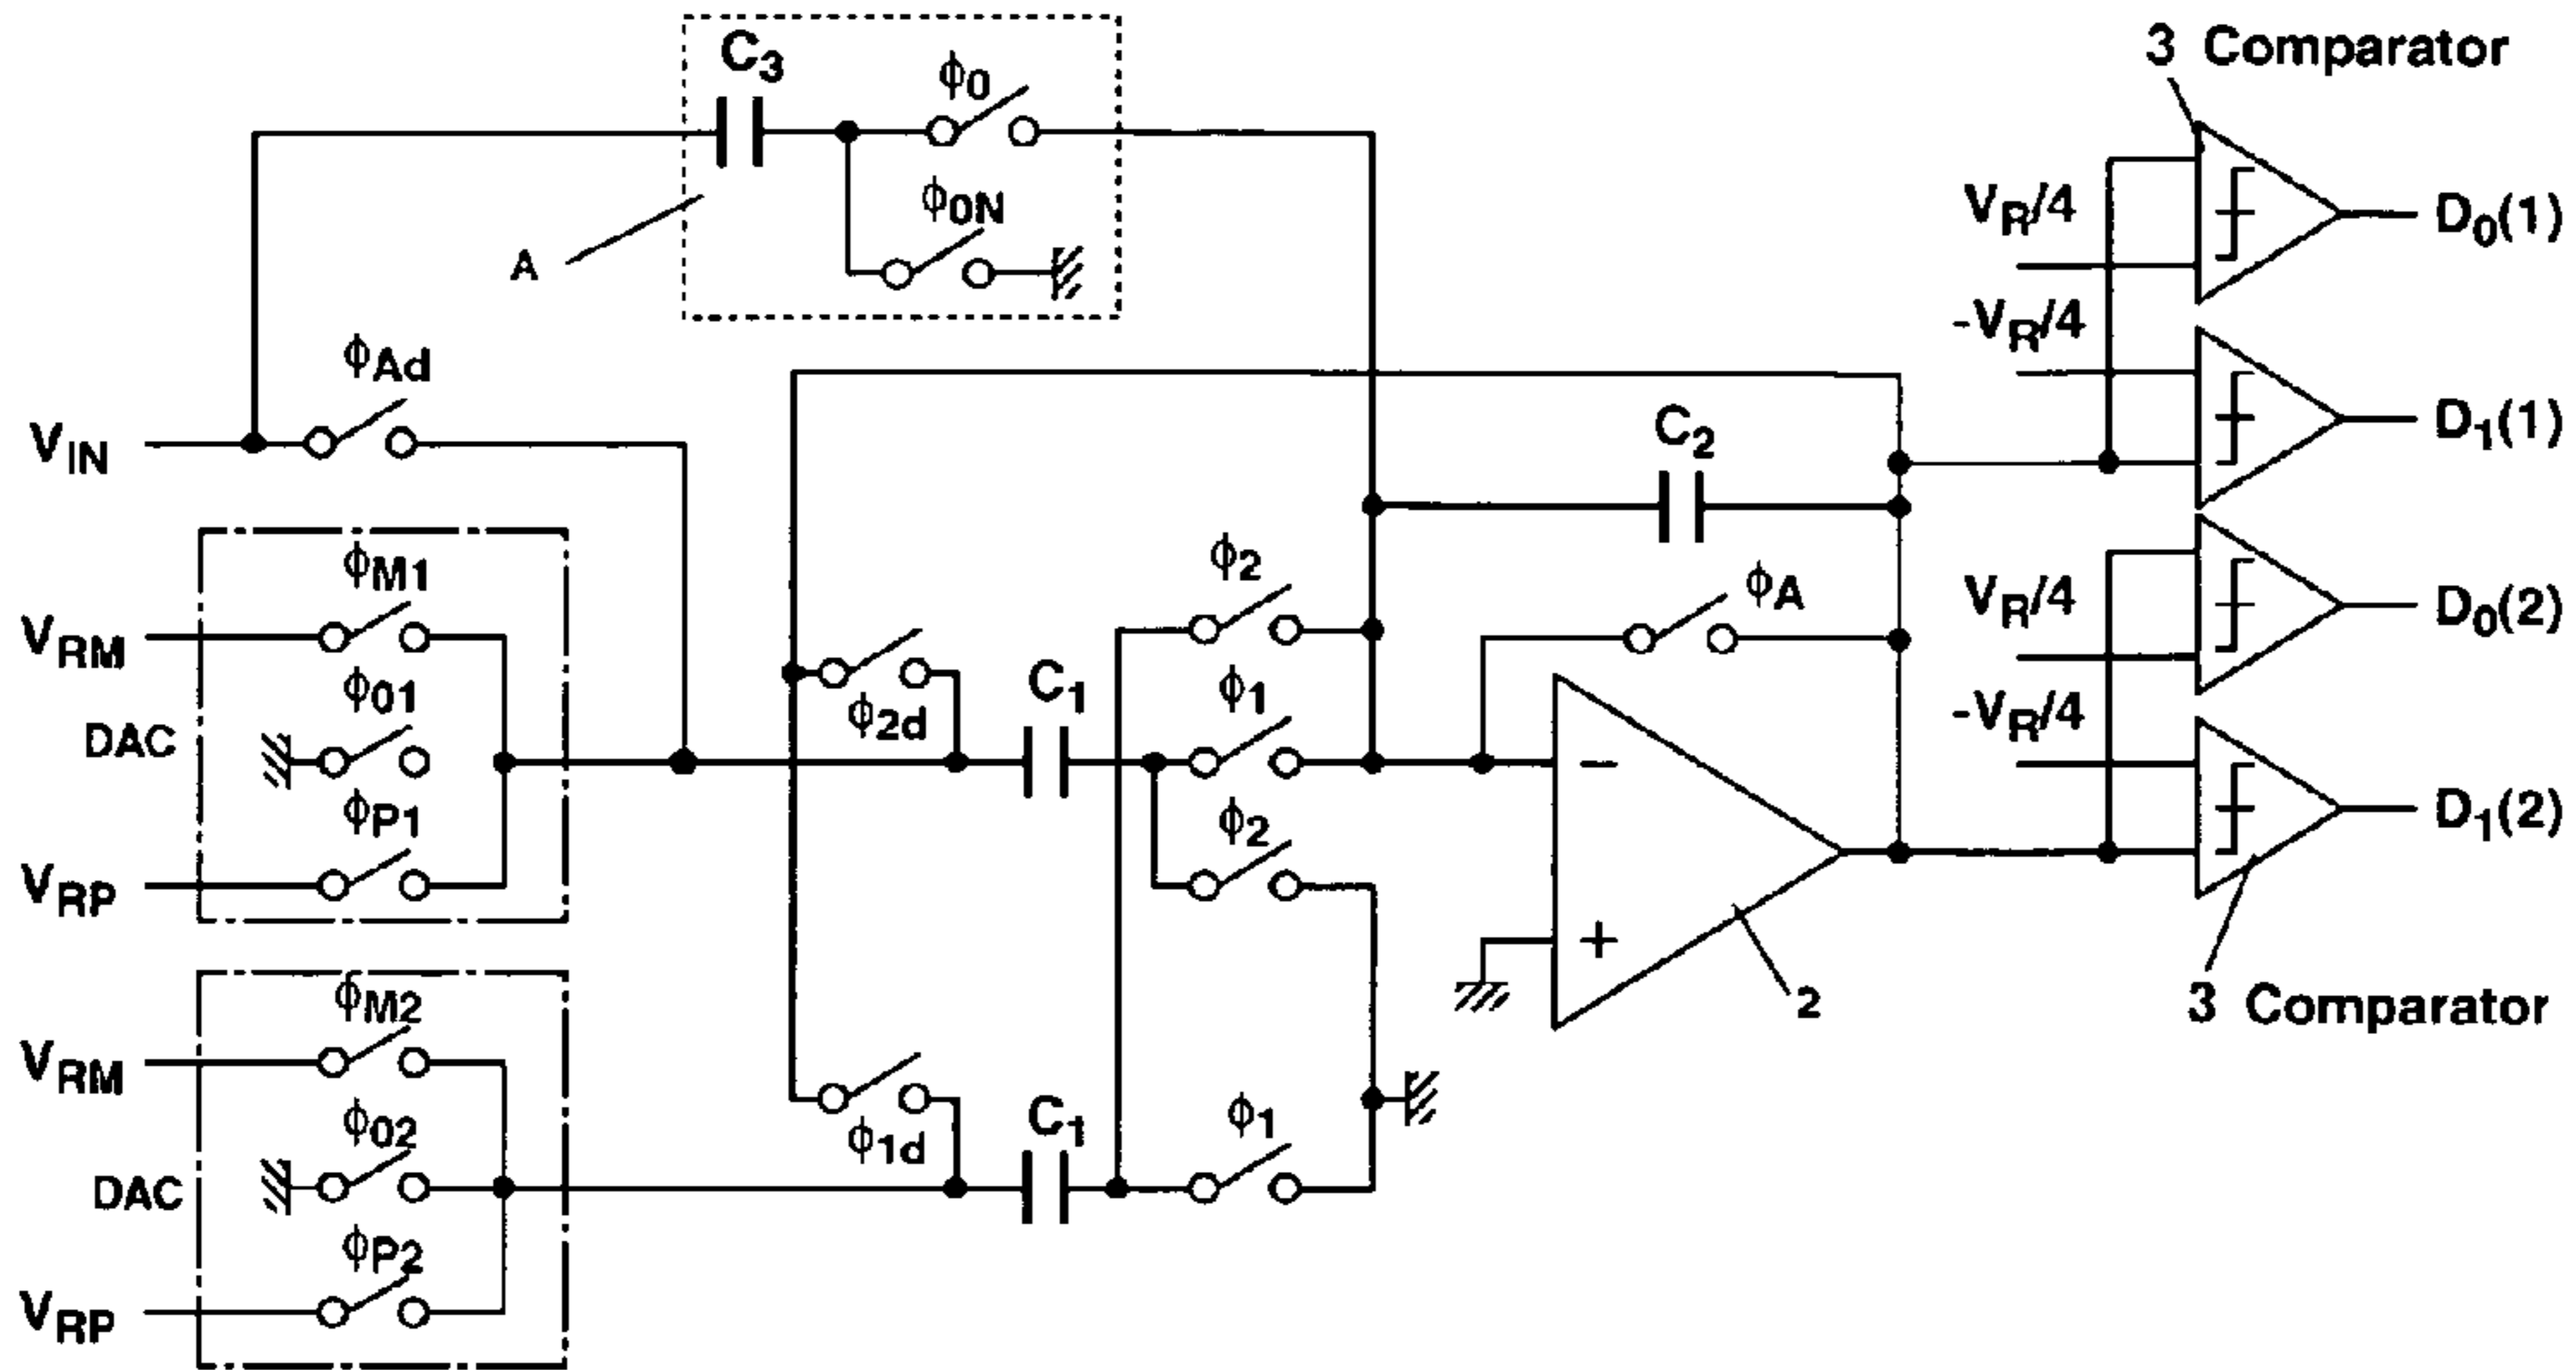 3 Comparator
C3
ϕ0
ϕ0N
A
VR/4
D0(1)
-VR/4
D1(1)
ϕAd
VIN
C2
ϕM1
VRM
ϕ01
DAC
ϕP1
VRP
ϕ2d
C1
ϕ2
ϕ1
ϕ2
ϕA
−
+
2
VR/4
D0(2)
-VR/4
D1(2)
3 Comparator
ϕM2
VRM
ϕ02
DAC
ϕP2
VRP
ϕ1d
C1
ϕ1